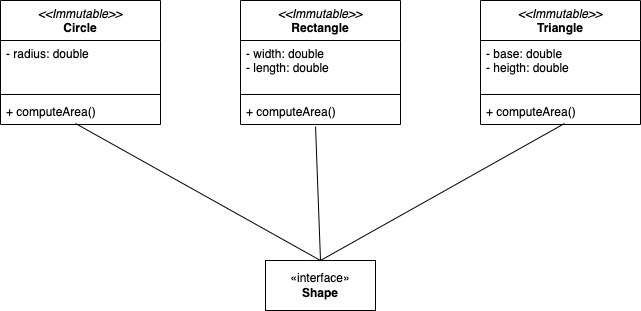 <<Immutable>>
Circle
- radius: double
+ computeArea()
<<Immutable>>
Rectangle
- width: double
- length: double
+ computeArea()
<<Immutable>>
Triangle
- base: double
- heigth: double
+ computeArea()
«interface»
Shape